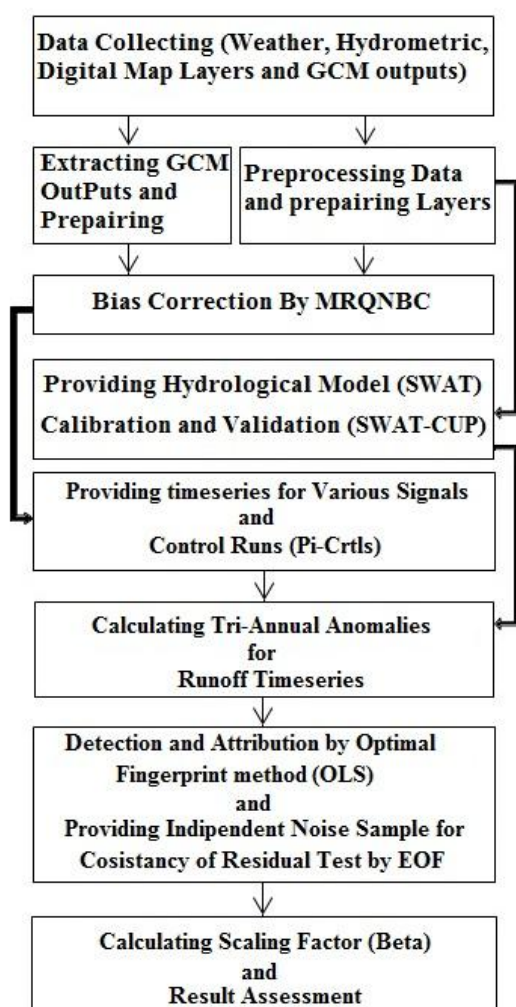 Data Collecting (Weather, Hydrometric,
Digital Map Layers and GCM outputs)
Extracting GCM
OutPuts and
Prepairing
Preprocessing Data
and prepairing Layers
Bias Correction By MRQNBC
Providing Hydrological Model (SWAT)
Calibration and Validation (SWAT-CUP)
Providing timeseries for Various Signals
and
Control Runs (Pi-Crtls)
Calculating Tri-Annual Anomalies
for
Runoff Timeseries
Detection and Attribution by Optimal
Fingerprint method (OLS)
and
Providing Indipendent Noise Sample for
Cosistancy of Residual Test by EOF
Calculating Scaling Factor (Beta)
and
Result Assessment